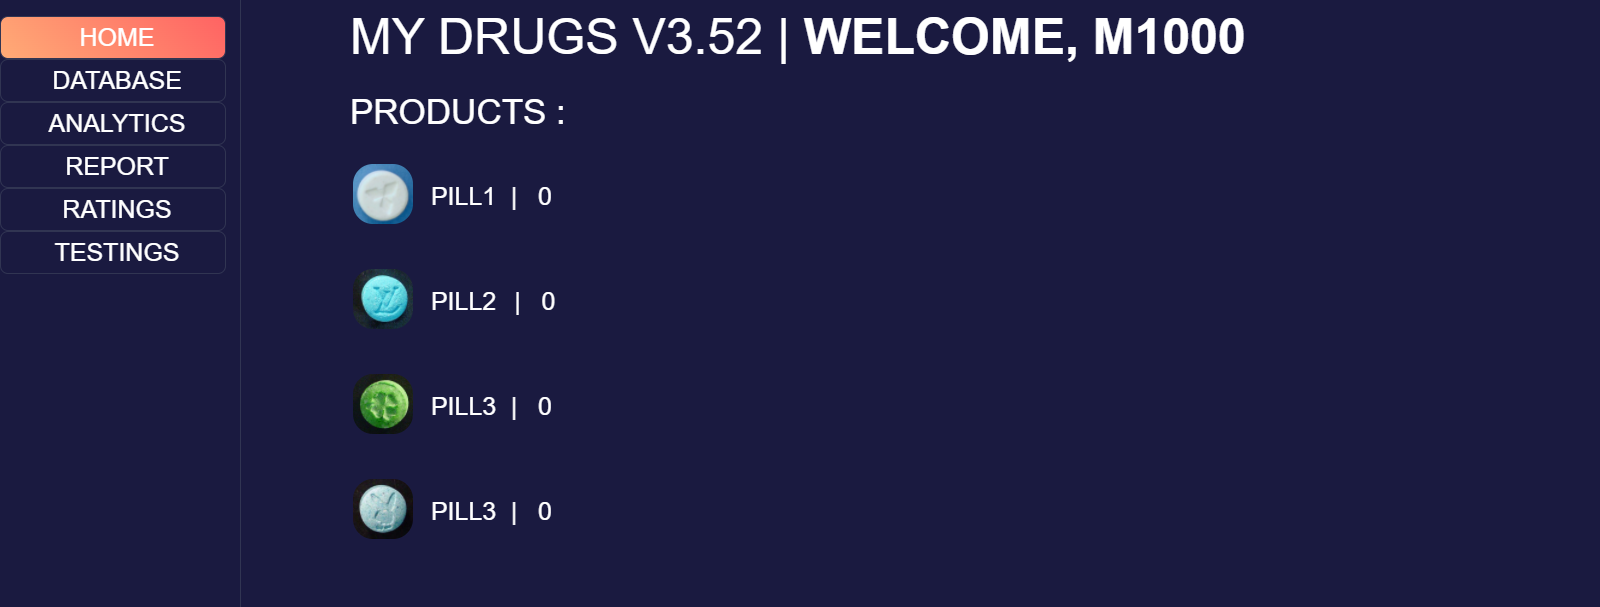 HOME
DATABASE
ANALYTICS
REPORT
RATINGS
TESTINGS
MY DRUGS V3.52 | WELCOME, M1000
PRODUCTS :
PILL1 | 0
PILL2 | 0
PILL3 | 0
PILL3 | 0